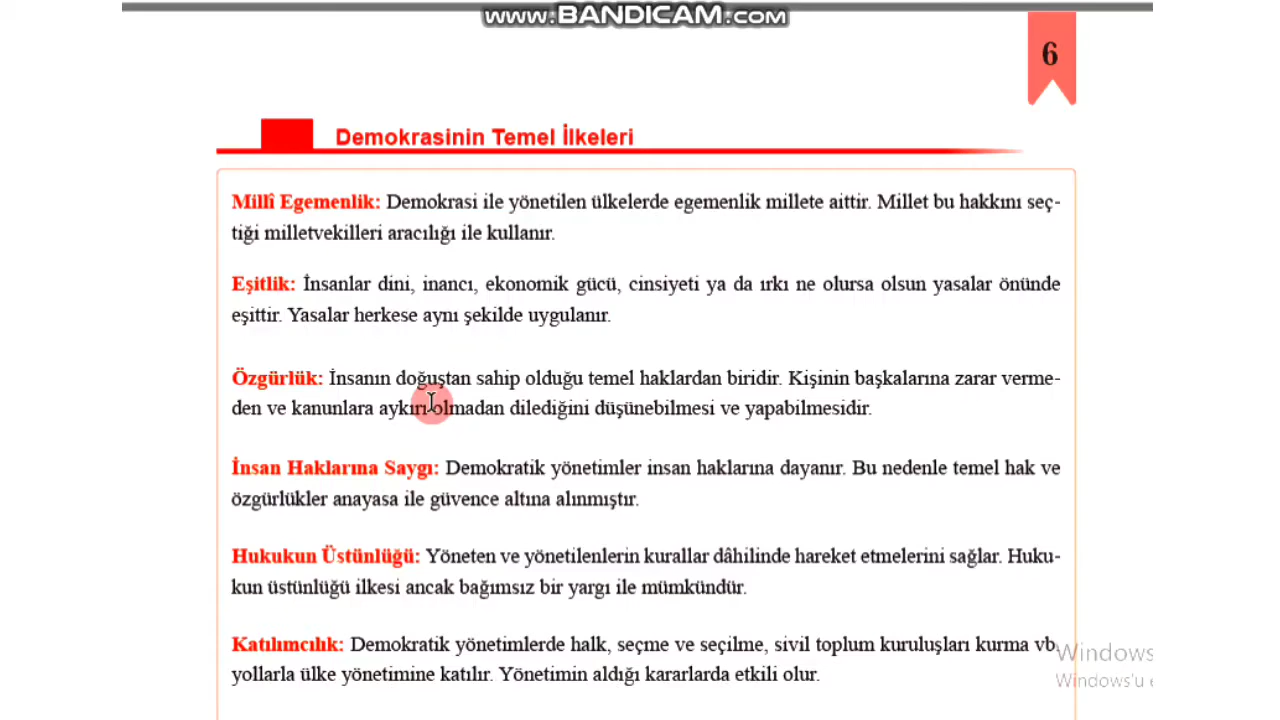 www.BANDICAM.com
6
Demokrasinin Temel İlkeleri
Millî Egemenlik: Demokrasi ile yönetilen ülkelerde egemenlik millete aittir. Millet bu hakkını seç-
tiği milletvekilleri aracılığı ile kullanır.
Eşitlik: İnsanlar dini, inancı, ekonomik gücü, cinsiyeti ya da ırkı ne olursa olsun yasalar önünde
eşittir. Yasalar herkese aynı şekilde uygulanır.
Özgürlük: İnsanın doğuştan sahip olduğu temel haklardan biridir. Kişinin başkalarına zarar verme-
den ve kanunlara aykırı olmadan dilediğini düşünebilmesi ve yapabilmesidir.
İnsan Haklarına Saygı: Demokratik yönetimler insan haklarına dayanır. Bu nedenle temel hak ve
özgürlükler anayasa ile güvence altına alınmıştır.
Hukukun Üstünlüğü: Yöneten ve yönetilenlerin kurallar dâhilinde hareket etmelerini sağlar. Huku-
kun üstünlüğü ilkesi ancak bağımsız bir yargı ile mümkündür.
Katılımcılık: Demokratik yönetimlerde halk, seçme ve seçilme, sivil toplum kuruluşları kurma vb.
yollarla ülke yönetimine katılır. Yönetimin aldığı kararlarda etkili olur.
Windows
Windows'u e